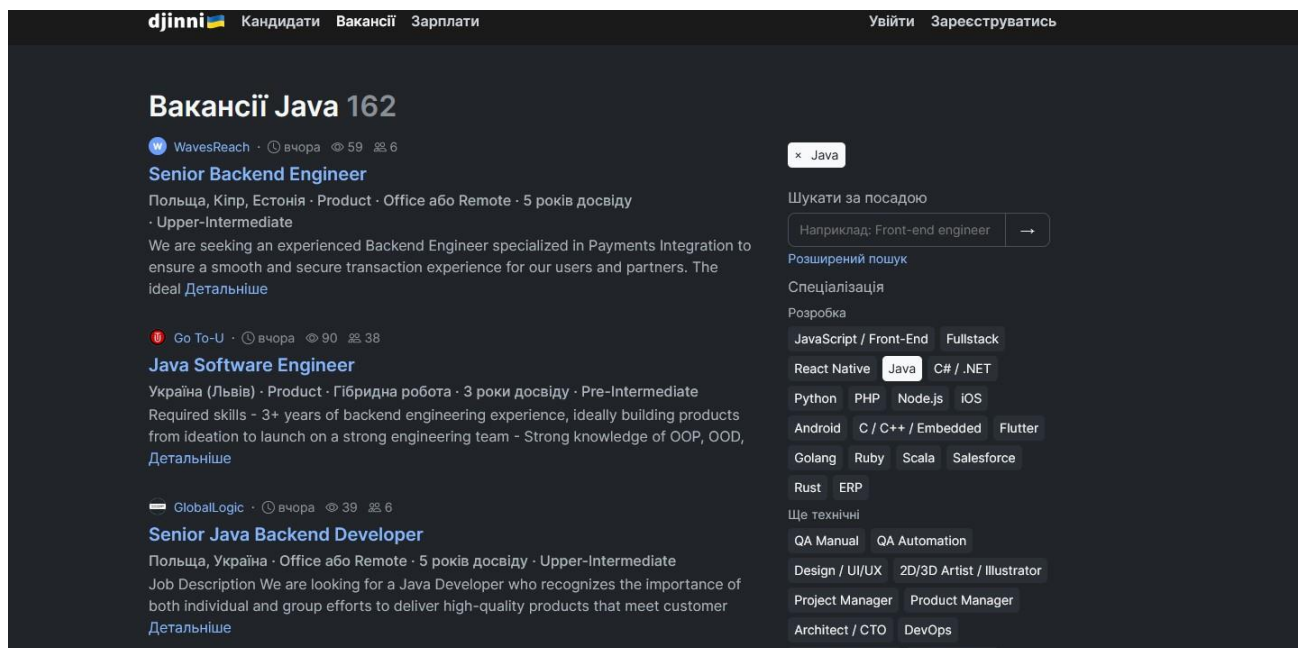 djinni Кандидати Вакансії Зарплати Увійти Зареєструватись
Вакансії Java 162
W WavesReach · вчора 59 6
Senior Backend Engineer
Польща, Кіпр, Естонія · Product · Office або Remote · 5 років досвіду
· Upper-Intermediate
We are seeking an experienced Backend Engineer specialized in Payments Integration to
ensure a smooth and secure transaction experience for our users and partners. The
ideal Детальніше
Go To-U · вчора 90 38
Java Software Engineer
Україна (Львів) · Product · Гібридна робота · 3 роки досвіду · Pre-Intermediate
Required skills - 3+ years of backend engineering experience, ideally building products
from ideation to launch on a strong engineering team - Strong knowledge of OOP, OOD,
Детальніше
GlobalLogic · вчора 39 6
Senior Java Backend Developer
Польща, Україна · Office або Remote · 5 років досвіду · Upper-Intermediate
Job Description We are looking for a Java Developer who recognizes the importance of
both individual and group efforts to deliver high-quality products that meet customer
Детальніше
× Java
Шукати за посадою
Наприклад: Front-end engineer →
Розширений пошук
Спеціалізація
Розробка
JavaScript / Front-End Fullstack
React Native Java C# / .NET
Python PHP Node.js iOS
Android C / C++ / Embedded Flutter
Golang Ruby Scala Salesforce
Rust ERP
Ще технічні
QA Manual QA Automation
Design / UI/UX 2D/3D Artist / Illustrator
Project Manager Product Manager
Architect / CTO DevOps